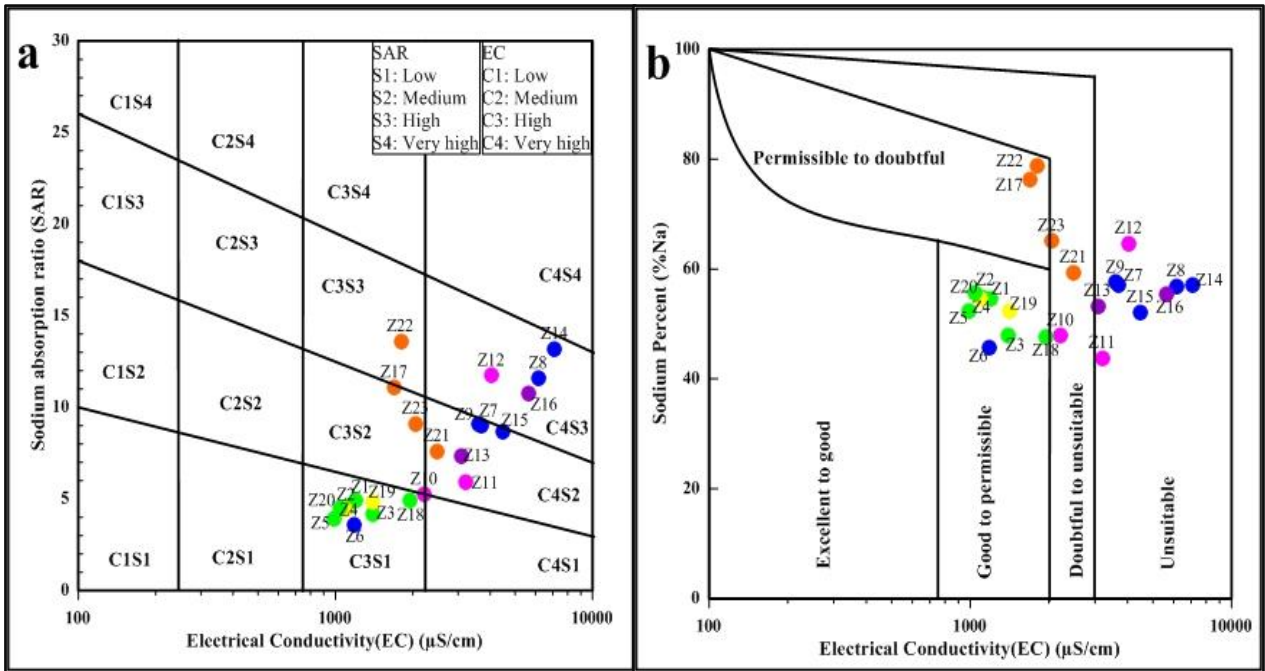 a
SAR
S1: Low
S2: Medium
S3: High
S4: Very high
EC
C1: Low
C2: Medium
C3: High
C4: Very high
30
25
20
15
10
5
0
Sodium absorption ratio (SAR)
C1S4
C2S4
C3S4
C4S4
C1S3
C2S3
C3S3
C4S3
C1S2
C2S2
C3S2
C4S2
C1S1
C2S1
C3S1
C4S1
Z22
Z17
Z23
Z21
Z14
Z12
Z8
Z16
Z9
Z7
Z15
Z13
Z10
Z11
Z1
Z19
Z2
Z20
Z4
Z5
Z3
Z18
Z6
100
1000
10000
Electrical Conductivity(EC) (µS/cm)
b
100
80
60
40
20
0
Sodium Percent (%Na)
Permissible to doubtful
Excellent to good
Good to permissible
Doubtful to unsuitable
Unsuitable
Z22
Z17
Z23
Z21
Z12
Z9
Z7
Z8
Z14
Z13
Z15
Z16
Z2
Z20
Z1
Z4
Z19
Z5
Z10
Z3
Z18
Z6
Z11
100
1000
10000
Electrical Conductivity(EC) (µS/cm)